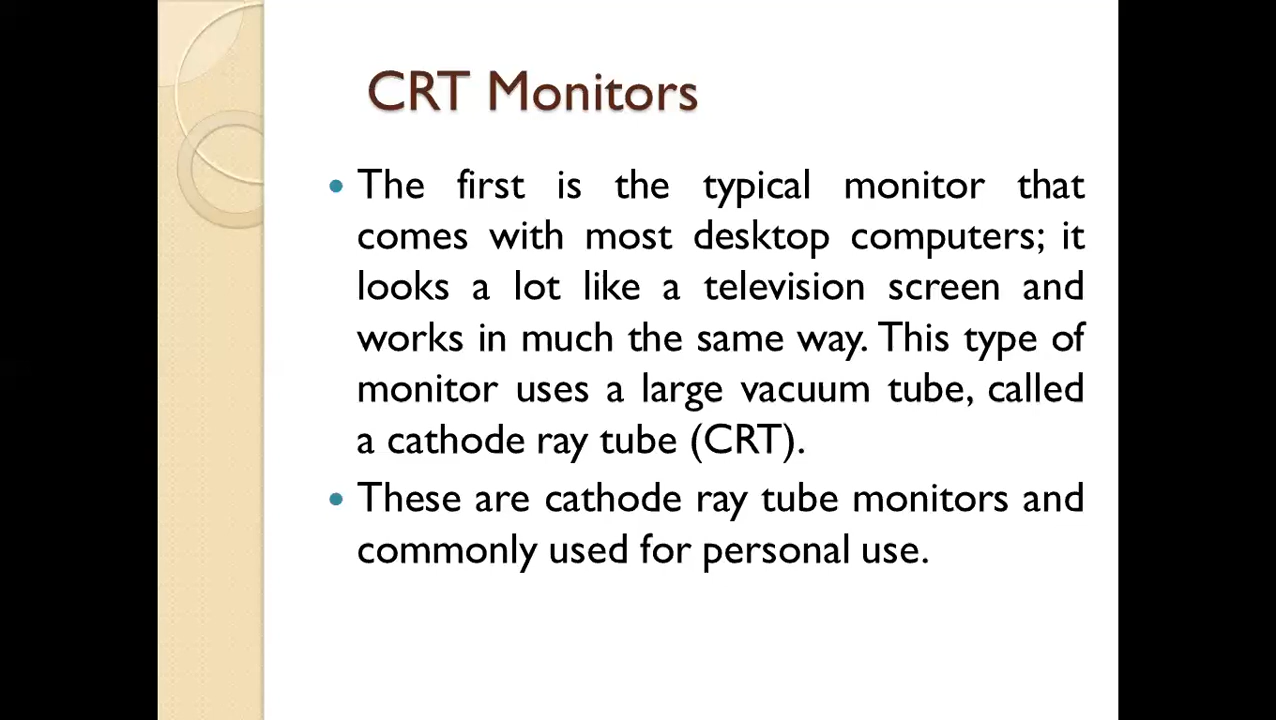 CRT Monitors
• The first is the typical monitor that
comes with most desktop computers; it
looks a lot like a television screen and
works in much the same way. This type of
monitor uses a large vacuum tube, called
a cathode ray tube (CRT).
• These are cathode ray tube monitors and
commonly used for personal use.